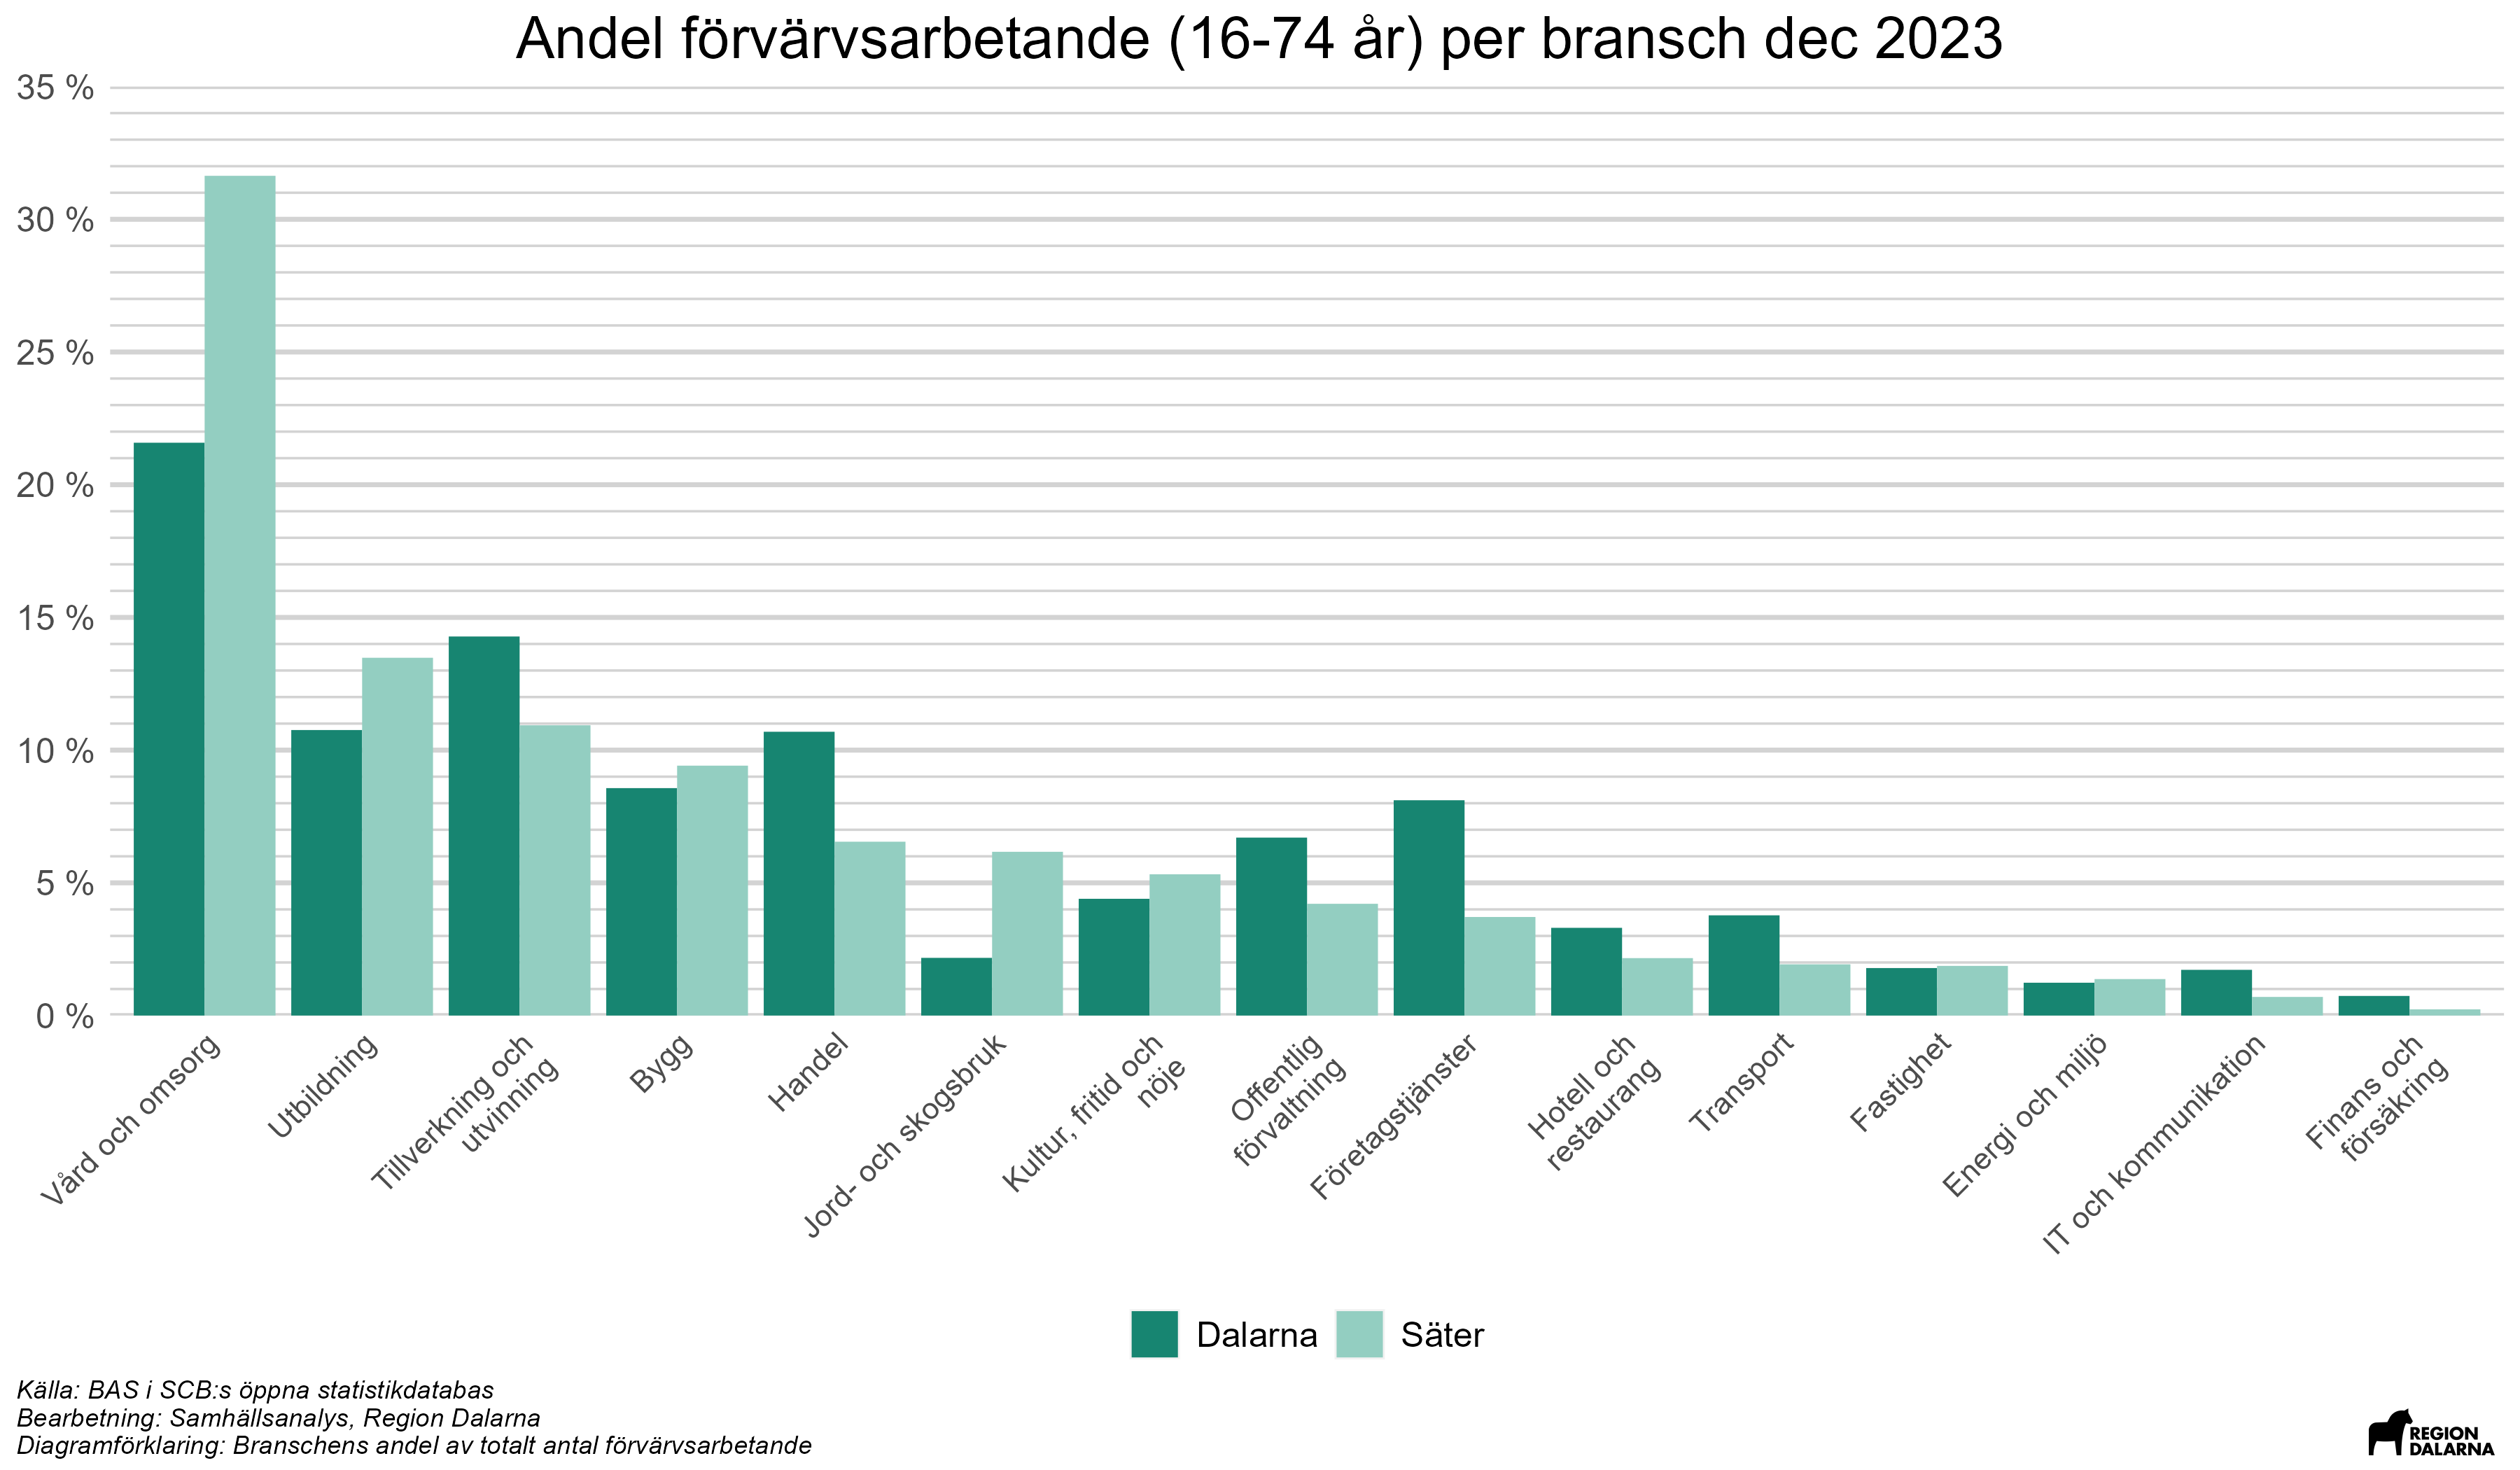 Andel förvärvsarbetande (16-74 år) per bransch dec 2023
35 %
30 %
25 %
20 %
15 %
10 %
5 %
0 %
Vård och omsorg
Utbildning
Tillverkning och
utvinning
Bygg
Handel
Jord- och skogsbruk
Kultur, fritid och
nöje
Offentlig
förvaltning
Företagstjänster
Hotell och
restaurang
Transport
Fastighet
Energi och miljö
IT och kommunikation
Finans och
försäkring
Dalarna
Säter
Källa: BAS i SCB:s öppna statistikdatabas
Bearbetning: Samhällsanalys, Region Dalarna
Diagramförklaring: Branschens andel av totalt antal förvärvsarbetande
REGION
DALARNA